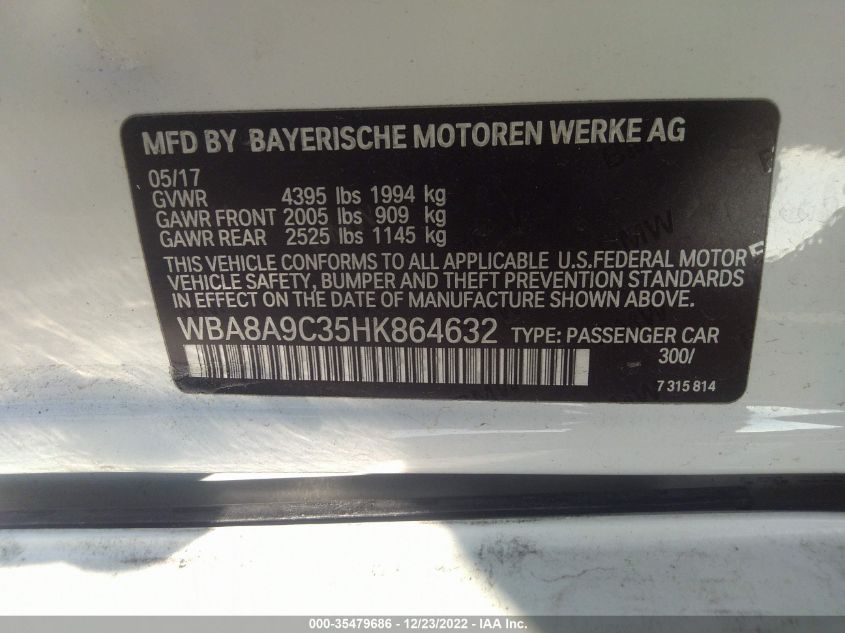 MFD BY BAYERISCHE MOTOREN WERKE AG
05/17
GVWR 4395 lbs 1994 kg
GAWR FRONT 2005 lbs 909 kg
GAWR REAR 2525 lbs 1145 kg
THIS VEHICLE CONFORMS TO ALL APPLICABLE U.S.FEDERAL MOTOR
VEHICLE SAFETY, BUMPER AND THEFT PREVENTION STANDARDS
IN EFFECT ON THE DATE OF MANUFACTURE SHOWN ABOVE.
WBA8A9C35HK864632 TYPE: PASSENGER CAR
300/
7 315 814
000-35479686 - 12/23/2022 - IAA Inc.